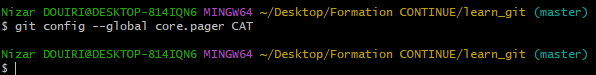 Nizar DOUIRI@DESKTOP-814IQN6 MINGW64 ~/Desktop/Formation CONTINUE/learn_git (master)
$ git config --global core.pager CAT
Nizar DOUIRI@DESKTOP-814IQN6 MINGW64 ~/Desktop/Formation CONTINUE/learn_git (master)
$